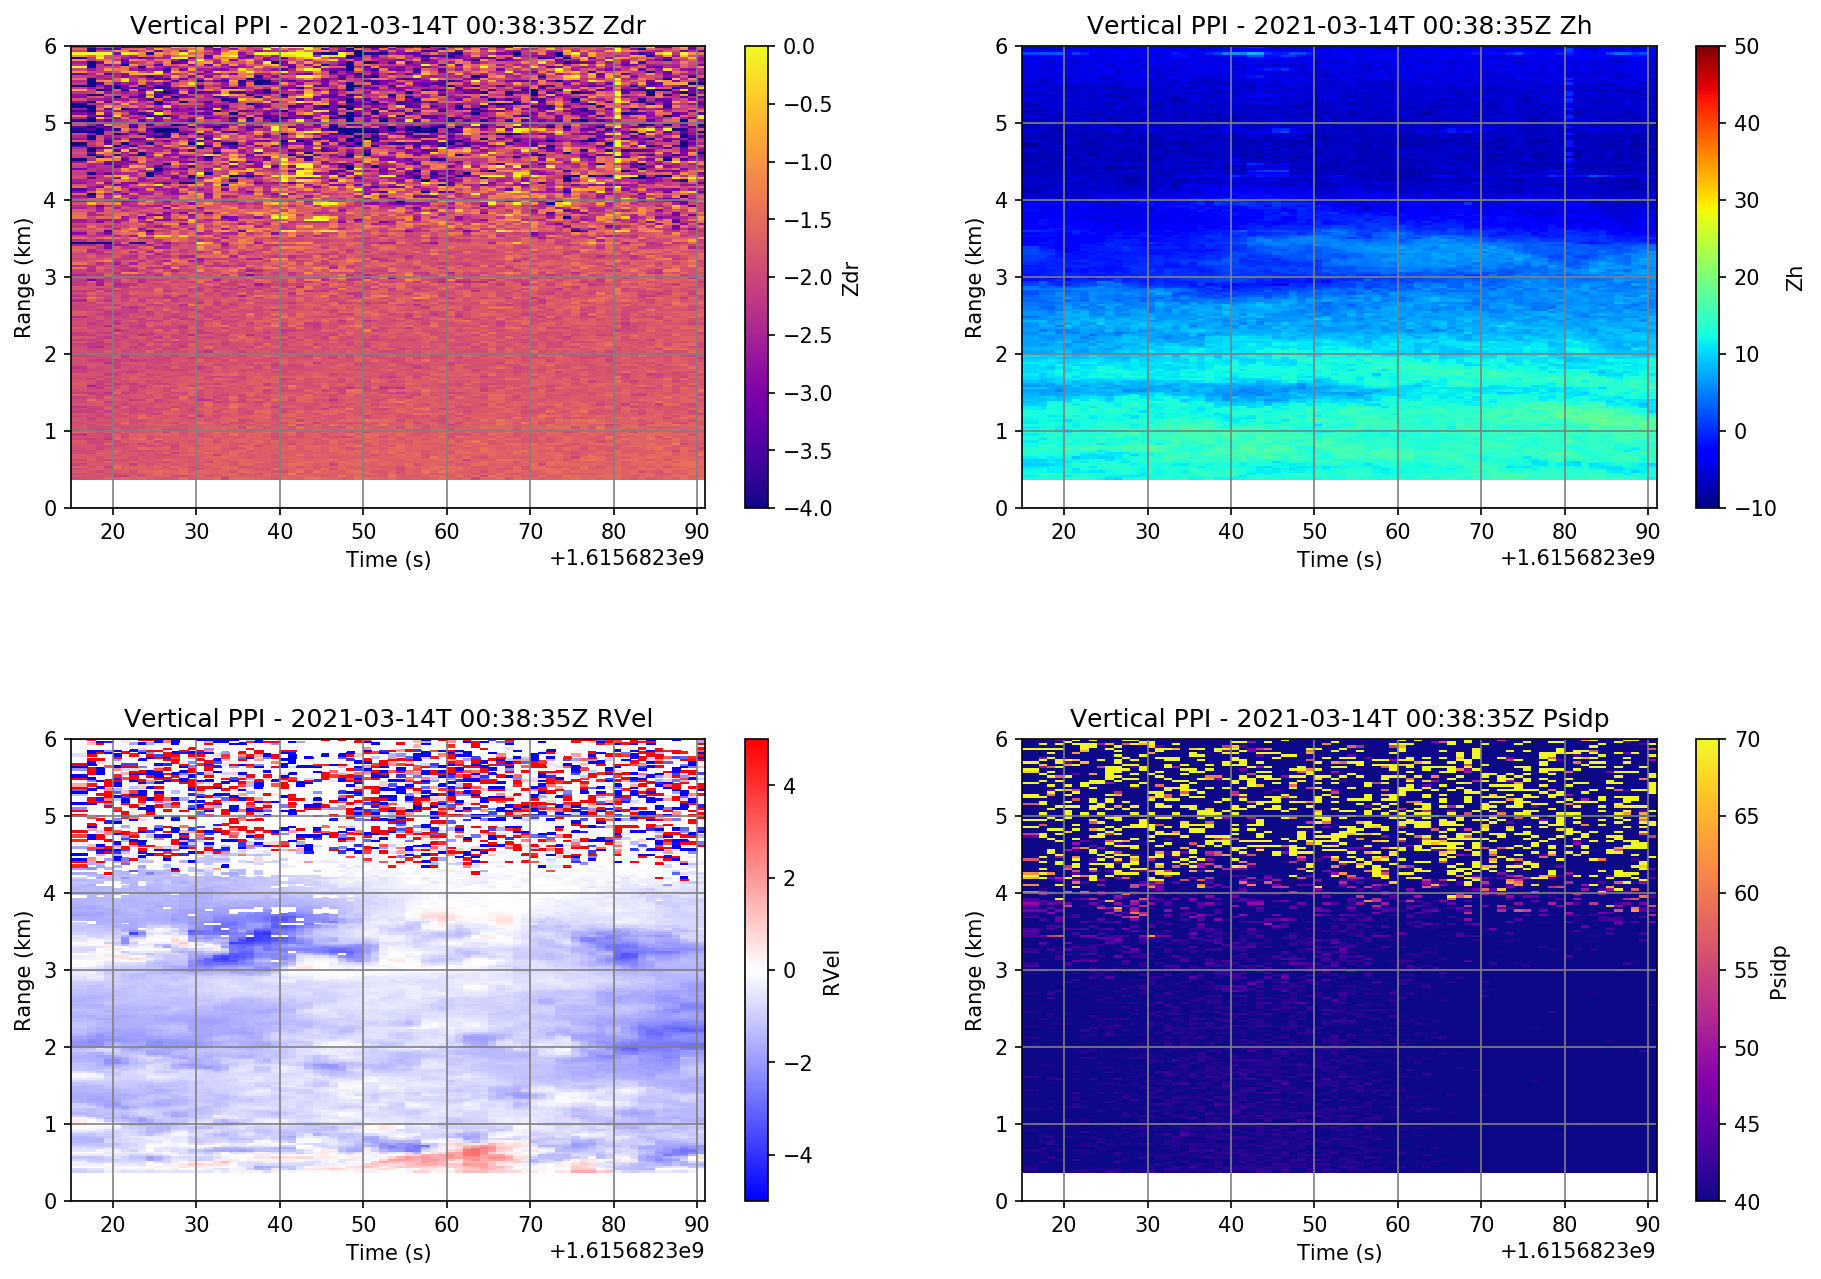 Vertical PPI - 2021-03-14T 00:38:35Z Zdr
6
5
4
3
2
1
0
Range (km)
20 30 40 50 60 70 80 90
Time (s)
+1.6156823e9
0.0
−0.5
−1.0
−1.5
−2.0
−2.5
−3.0
−3.5
−4.0
Zdr
Vertical PPI - 2021-03-14T 00:38:35Z Zh
6
5
4
3
2
1
0
Range (km)
20 30 40 50 60 70 80 90
Time (s)
+1.6156823e9
50
40
30
20
10
0
−10
Zh
Vertical PPI - 2021-03-14T 00:38:35Z RVel
6
5
4
3
2
1
0
Range (km)
20 30 40 50 60 70 80 90
Time (s)
+1.6156823e9
4
2
0
−2
−4
RVel
Vertical PPI - 2021-03-14T 00:38:35Z Psidp
6
5
4
3
2
1
0
Range (km)
20 30 40 50 60 70 80 90
Time (s)
+1.6156823e9
70
65
60
55
50
45
40
Psidp